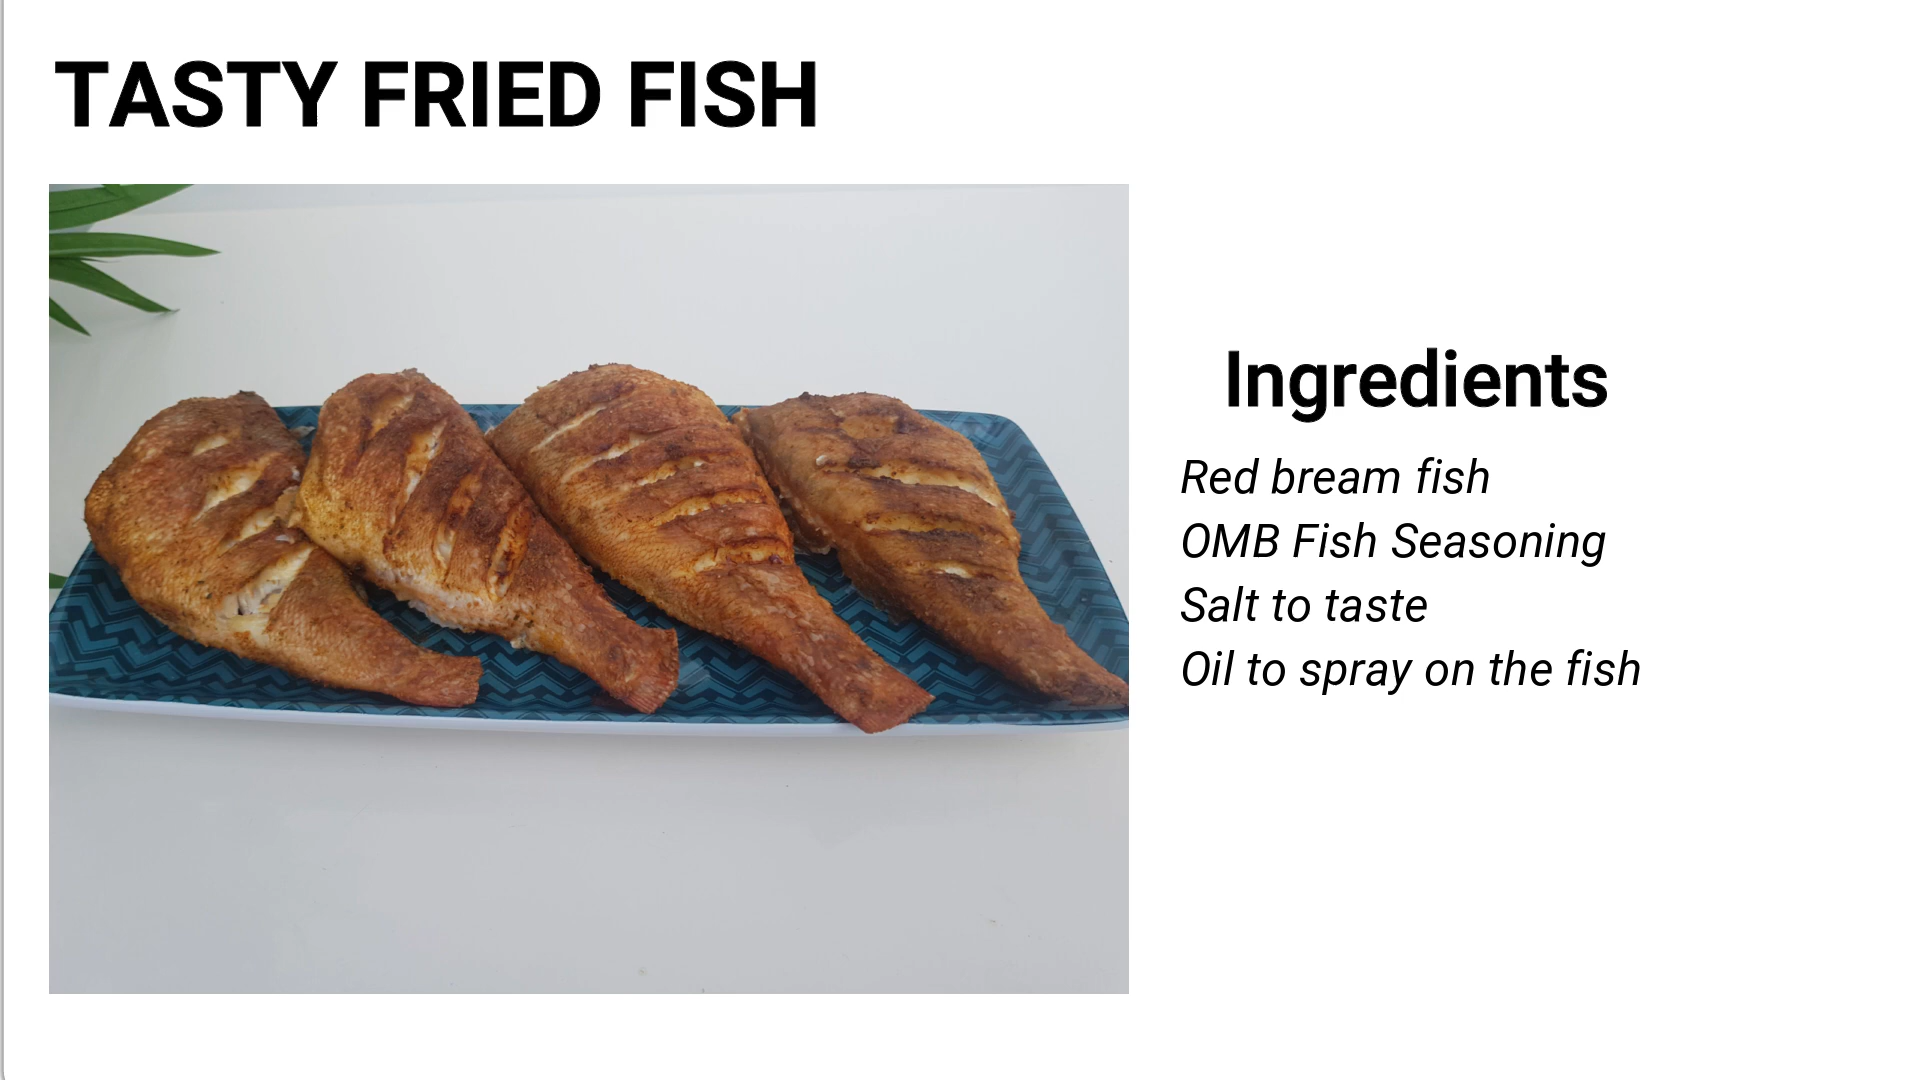 TASTY FRIED FISH
Ingredients
Red bream fish
OMB Fish Seasoning
Salt to taste
Oil to spray on the fish